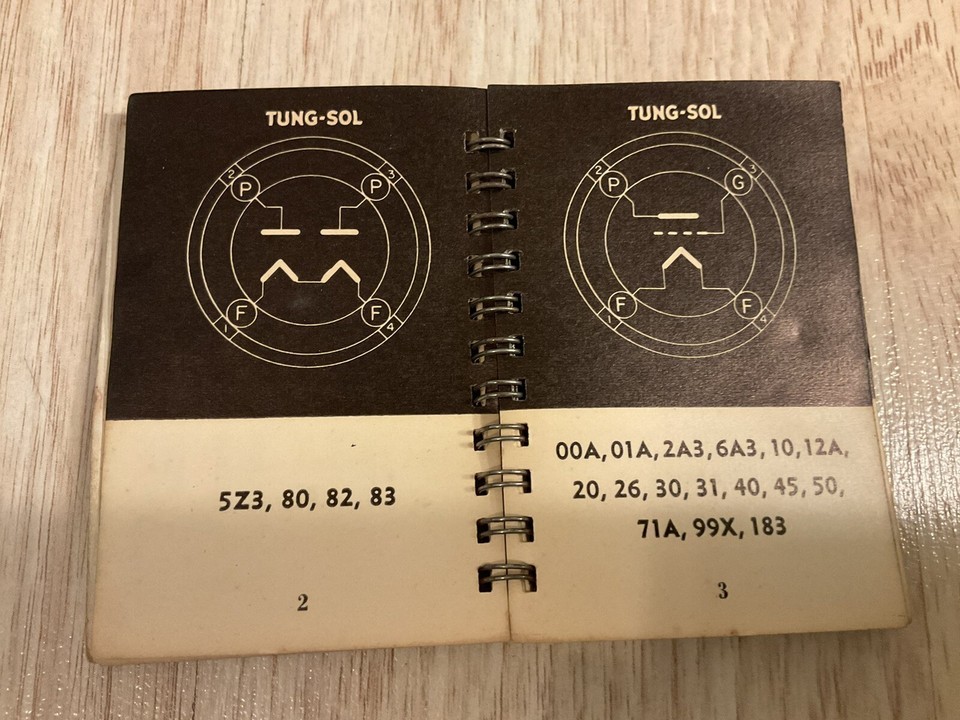 TUNG-SOL
2 P P 3
1 F F 4
5Z3, 80, 82, 83
2
TUNG-SOL
2 P G 3
1 F F 4
00A, 01A, 2A3, 6A3, 10, 12A,
20, 26, 30, 31, 40, 45, 50,
71A, 99X, 183
3